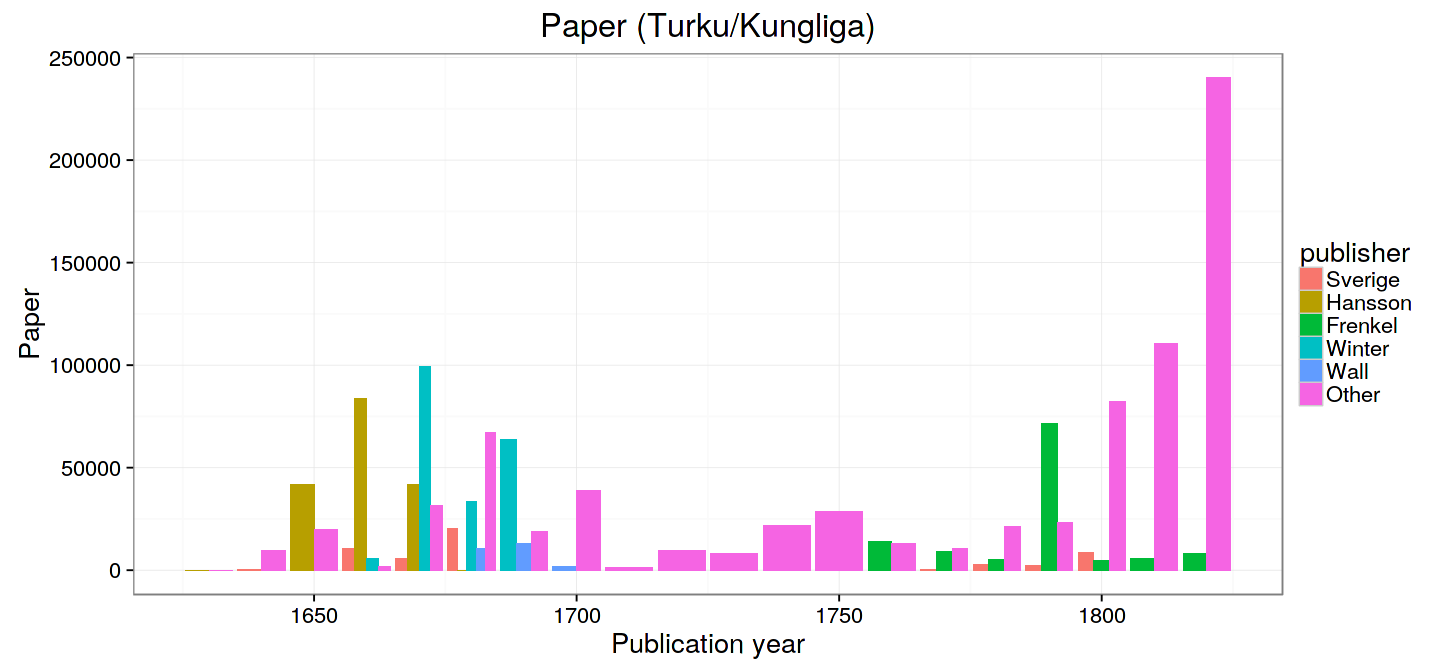 Paper (Turku/Kungliga)
250000
200000
150000
100000
50000
0
Paper
1650 1700 1750 1800
Publication year
publisher
Sverige
Hansson
Frenkel
Winter
Wall
Other